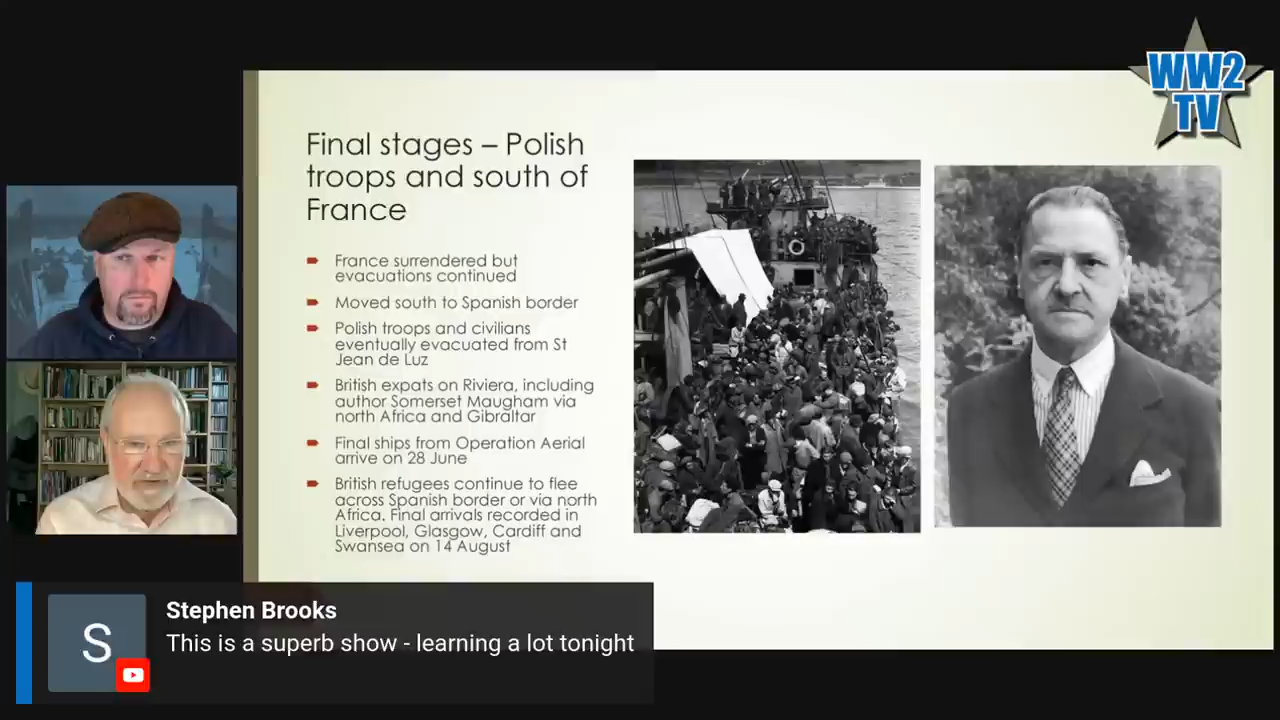 WW2
TV
Final stages – Polish
troops and south of
France
France surrendered but
evacuations continued
Moved south to Spanish border
Polish troops and civilians
eventually evacuated from St
Jean de Luz
British expats on Riviera, including
author Somerset Maugham via
north Africa and Gibraltar
Final ships from Operation Aerial
arrive on 28 June
British refugees continue to flee
across Spanish border or via north
Africa. Final arrivals recorded in
Liverpool, Glasgow, Cardiff and
Swansea on 14 August
S
Stephen Brooks
This is a superb show - learning a lot tonight